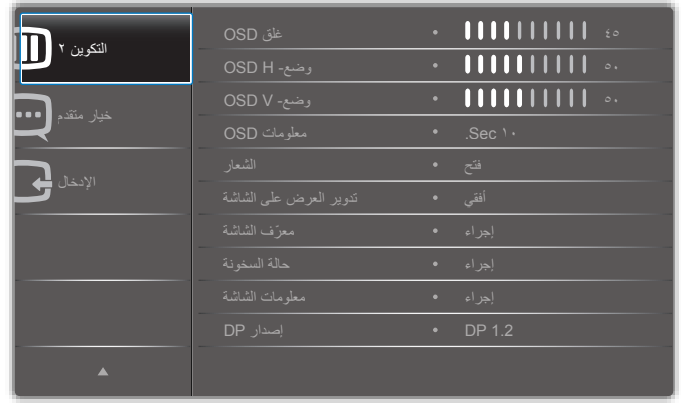 التكوين ٢
خيار متقدم
الإدخال
OSD غلق • ٤٥
OSD H -وضع • ٥٠
OSD V -وضع • ٥٠
OSD معلومات • .Sec ١٠
الشعار • فتح
تدوير العرض على الشاشة • أفقي
معرّف الشاشة • إجراء
حالة السخونة • إجراء
معلومات الشاشة • إجراء
DP إصدار • DP 1.2